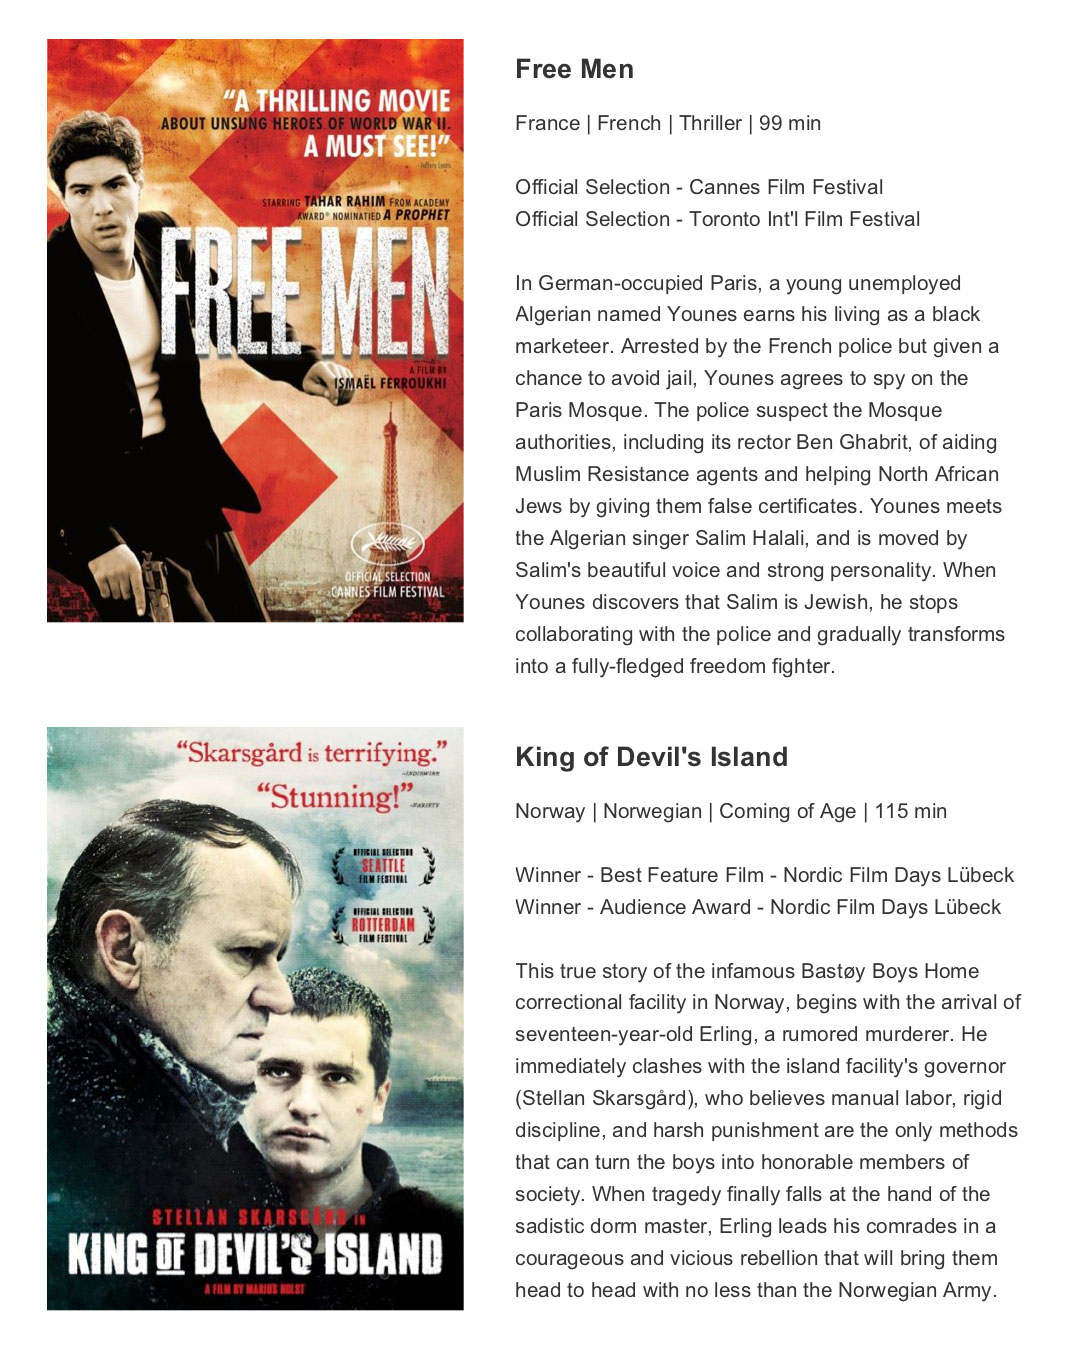 “A THRILLING MOVIE
ABOUT UNSUNG HEROES OF WORLD WAR II.
A MUST SEE!”
STARRING TAHAR RAHIM FROM ACADEMY
AWARD® NOMINATED A PROPHET
FREE MEN
A FILM BY
ISMAËL FERROUKHI
OFFICIAL SELECTION
CANNES FILM FESTIVAL
Free Men
France | French | Thriller | 99 min
Official Selection - Cannes Film Festival
Official Selection - Toronto Int'l Film Festival
In German-occupied Paris, a young unemployed
Algerian named Younes earns his living as a black
marketeer. Arrested by the French police but given a
chance to avoid jail, Younes agrees to spy on the
Paris Mosque. The police suspect the Mosque
authorities, including its rector Ben Ghabrit, of aiding
Muslim Resistance agents and helping North African
Jews by giving them false certificates. Younes meets
the Algerian singer Salim Halali, and is moved by
Salim's beautiful voice and strong personality. When
Younes discovers that Salim is Jewish, he stops
collaborating with the police and gradually transforms
into a fully-fledged freedom fighter.
“Skarsgård is terrifying.”
-INDIEWIRE
“Stunning!”
-VARIETY
OFFICIAL SELECTION
SEATTLE
FILM FESTIVAL
OFFICIAL SELECTION
ROTTERDAM
FILM FESTIVAL
STELLAN SKARSGÅRD IN
KING OF DEVIL'S ISLAND
A FILM BY MARIUS HOLST
King of Devil's Island
Norway | Norwegian | Coming of Age | 115 min
Winner - Best Feature Film - Nordic Film Days Lübeck
Winner - Audience Award - Nordic Film Days Lübeck
This true story of the infamous Bastøy Boys Home
correctional facility in Norway, begins with the arrival of
seventeen-year-old Erling, a rumored murderer. He
immediately clashes with the island facility's governor
(Stellan Skarsgård), who believes manual labor, rigid
discipline, and harsh punishment are the only methods
that can turn the boys into honorable members of
society. When tragedy finally falls at the hand of the
sadistic dorm master, Erling leads his comrades in a
courageous and vicious rebellion that will bring them
head to head with no less than the Norwegian Army.